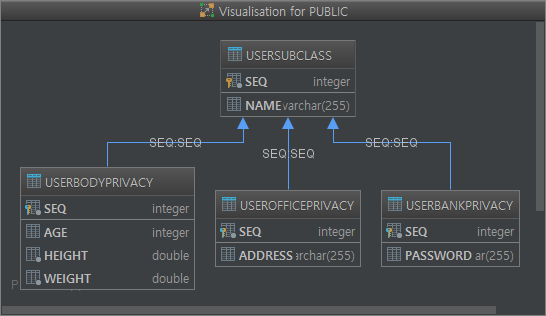 Visualisation for PUBLIC
USERSUBCLASS
SEQ integer
NAME varchar(255)
SEQ:SEQ
SEQ:SEQ
SEQ:SEQ
USERBODYPRIVACY
SEQ integer
AGE integer
HEIGHT double
WEIGHT double
USEROFFICEPRIVACY
SEQ integer
ADDRESS archar(255)
USERBANKPRIVACY
SEQ integer
PASSWORD ar(255)